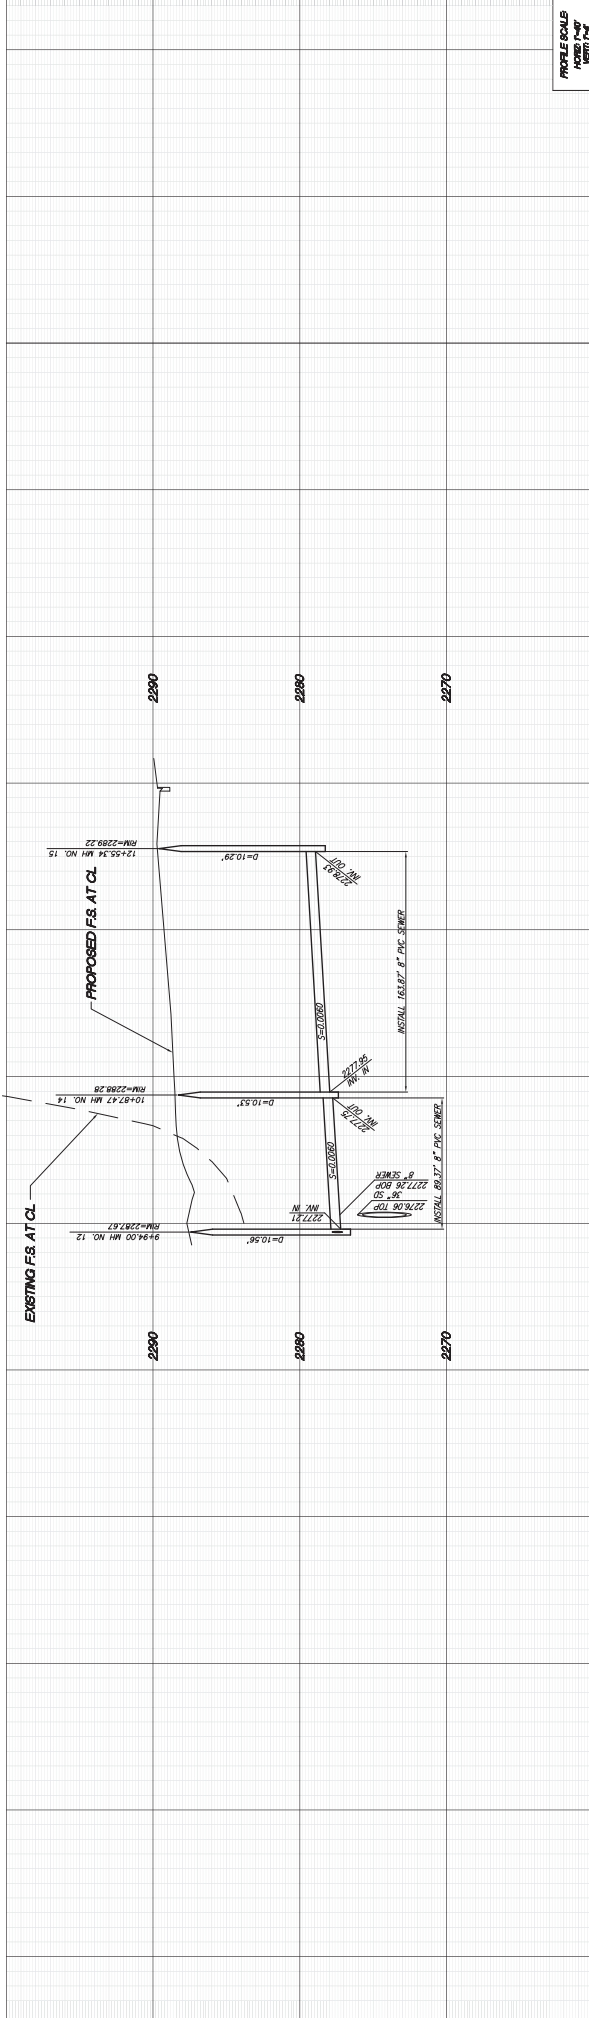 PROFILE SCALE:
HORIZ: 1"=40'
VERT: 1"=4'
EXISTING F.S. AT CL
PROPOSED F.S. AT CL
9+94.00 MH NO. 12
RIM=2287.67
10+87.47 MH NO. 14
RIM=2288.28
12+55.34 MH NO. 15
RIM=2289.22
D=10.56'
D=10.53'
D=10.29'
2277.21
INV. IN
S=0.0060
2277.75
INV. OUT
2277.95
INV. IN
S=0.0060
2278.93
INV. OUT
8" SEWER
2277.26 BOP
36" SD
2276.06 TOP
INSTALL 89.37' 8" PVC SEWER
INSTALL 163.87' 8" PVC SEWER
2290
2280
2270
2290
2280
2270